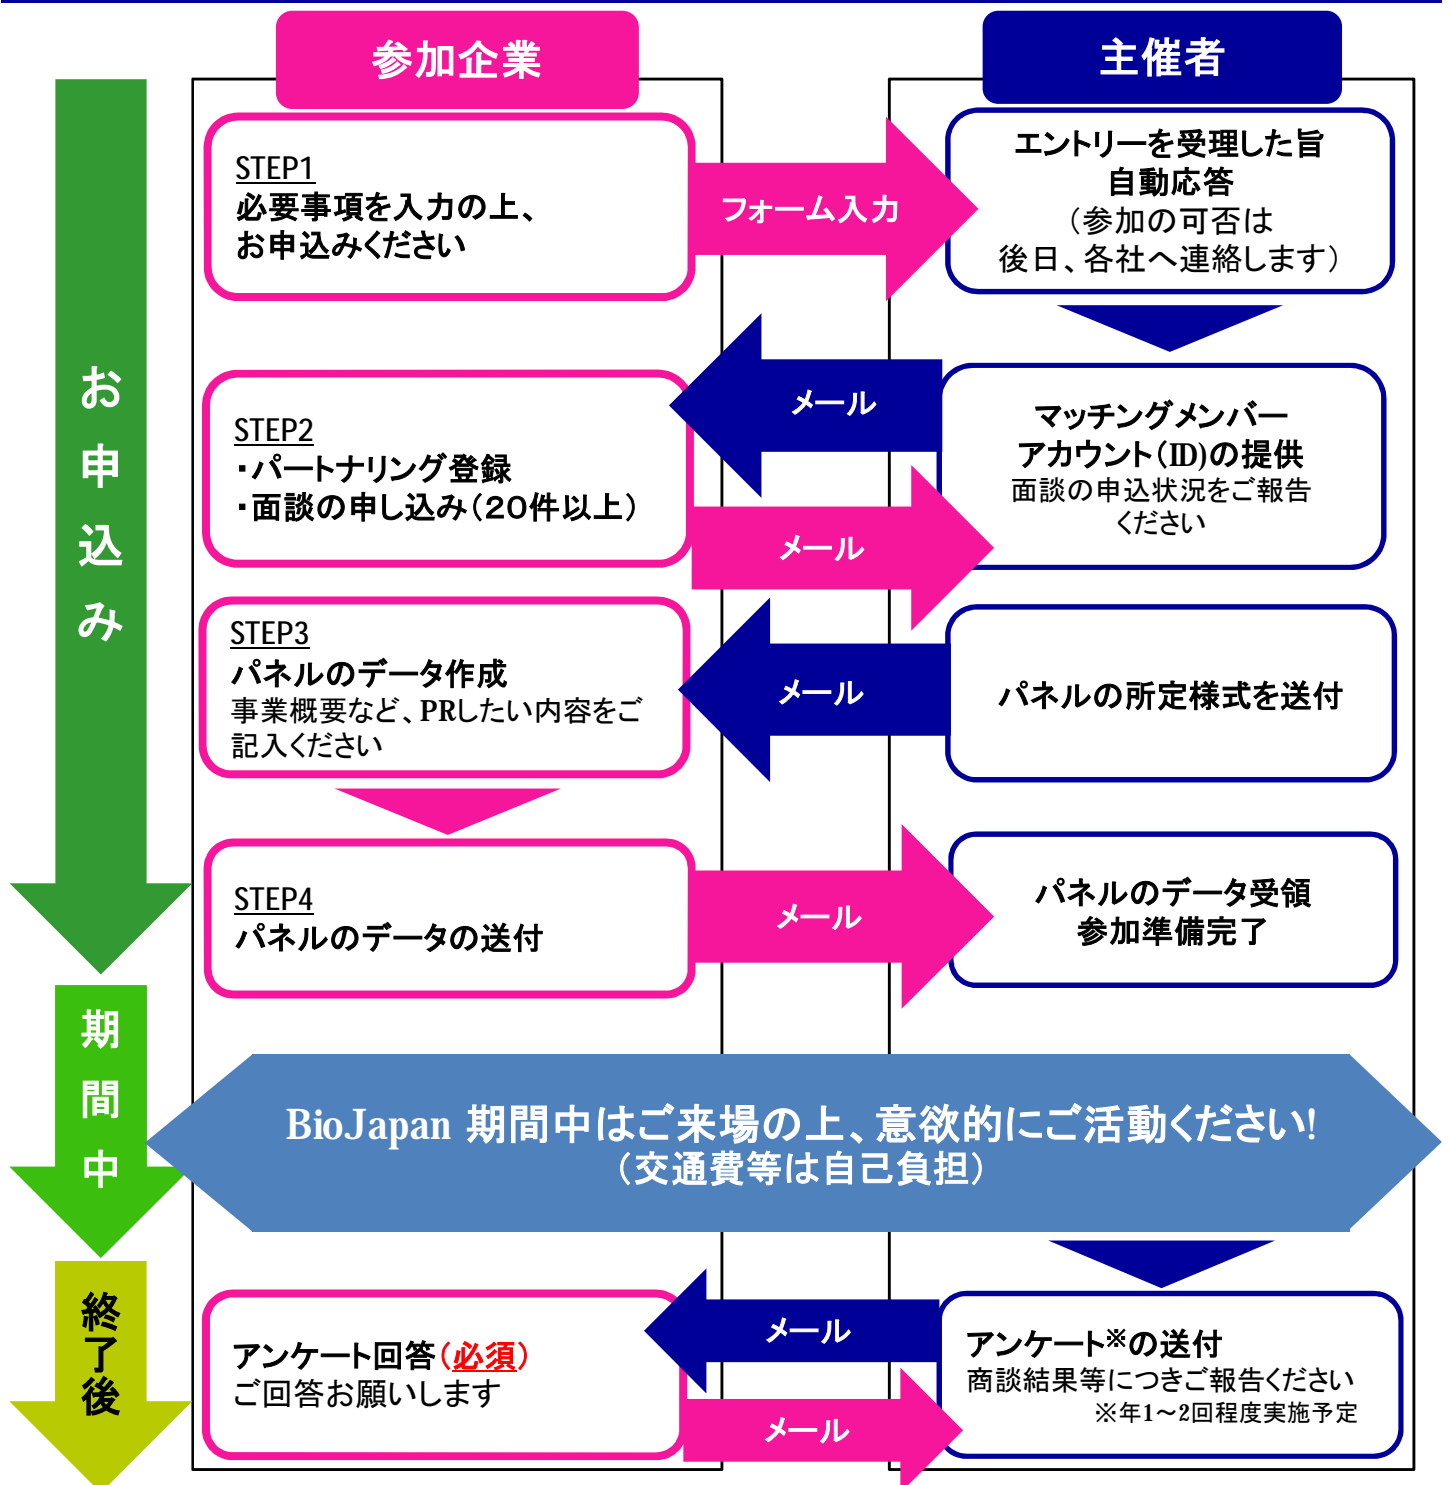 参加企業
主催者
お申込み
STEP1
必要事項を入力の上、
お申込みください
フォーム入力
エントリーを受理した旨
自動応答
（参加の可否は
後日、各社へ連絡します）
メール
マッチングメンバー
アカウント（ID)の提供
面談の申込状況をご報告
ください
STEP2
・パートナリング登録
・面談の申し込み（20件以上）
メール
STEP3
パネルのデータ作成
事業概要など、PRしたい内容をご
記入ください
メール
パネルの所定様式を送付
STEP4
パネルのデータの送付
メール
パネルのデータ受領
参加準備完了
期間中
BioJapan 期間中はご来場の上、意欲的にご活動ください!
（交通費等は自己負担）
終了後
アンケート回答（必須）
ご回答お願いします
メール
メール
アンケート※の送付
商談結果等につきご報告ください
※年1～2回程度実施予定